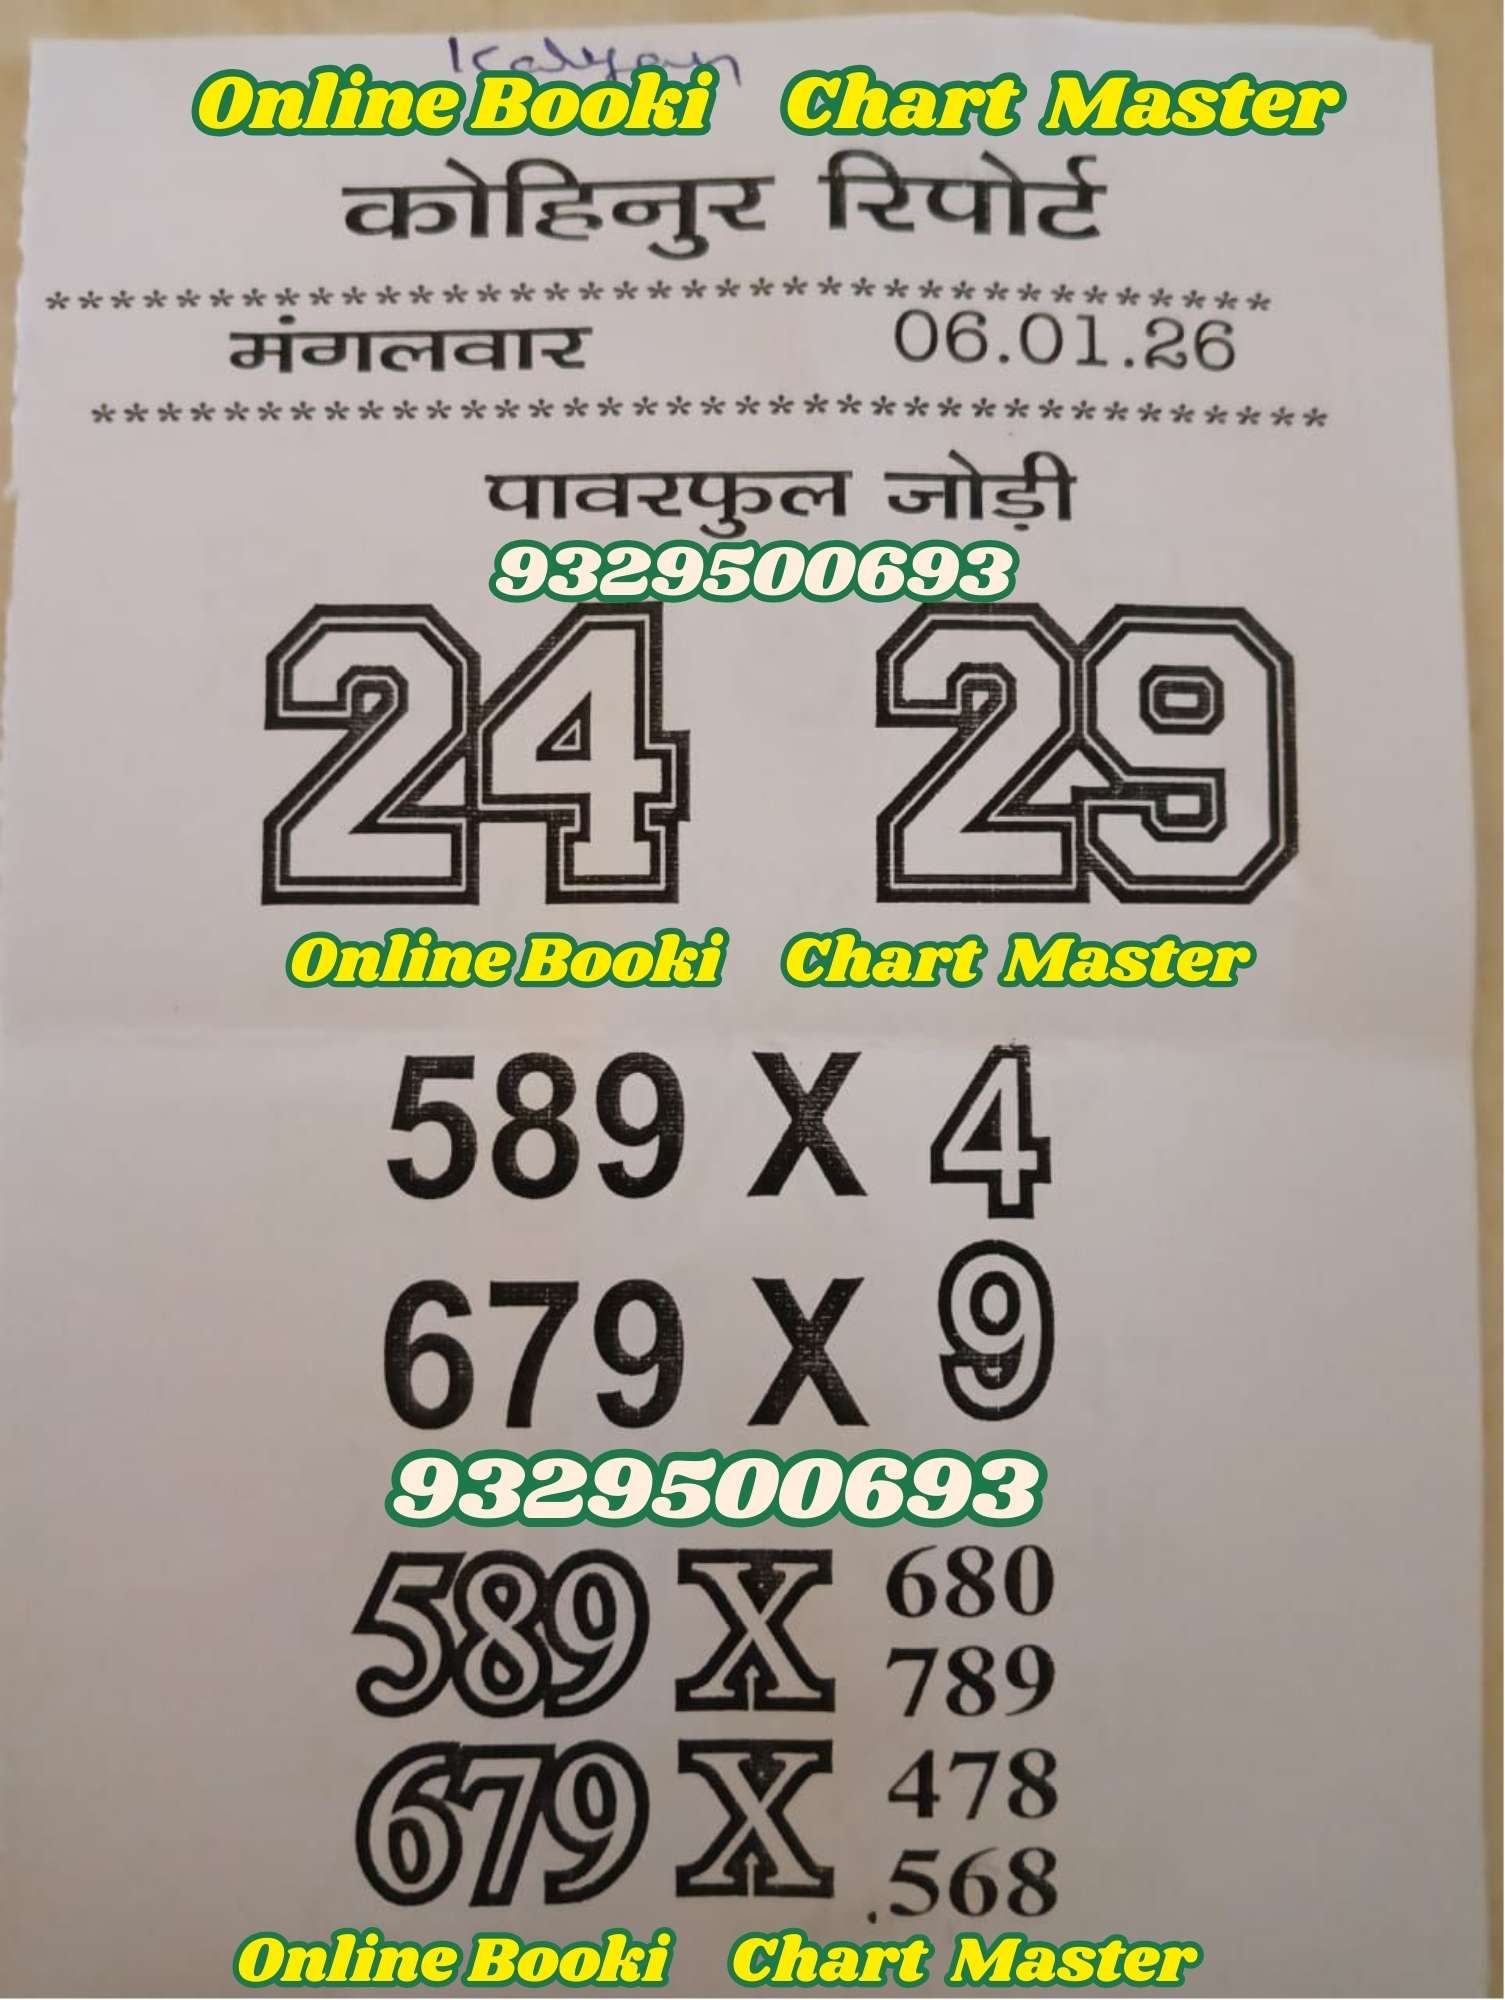 Kalyan
Online Booki Chart Master
कोहिनुर रिपोर्ट
************************************
मंगलवार 06.01.26
************************************
पावरफुल जोड़ी
9329500693
24 29
Online Booki Chart Master
589 X 4
679 X 9
9329500693
589 X 680
789
679 X 478
.568
Online Booki Chart Master